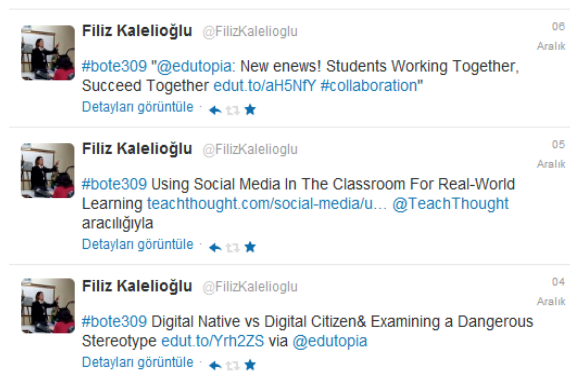 Filiz Kalelioğlu @FilizKalelioglu 06 Aralık
#bote309 "@edutopia: New enews! Students Working Together,
Succeed Together edut.to/aH5NfY #collaboration"
Detayları görüntüle ·
Filiz Kalelioğlu @FilizKalelioglu 05 Aralık
#bote309 Using Social Media In The Classroom For Real-World
Learning teachthought.com/social-media/u… @TeachThought
aracılığıyla
Detayları görüntüle ·
Filiz Kalelioğlu @FilizKalelioglu 04 Aralık
#bote309 Digital Native vs Digital Citizen& Examining a Dangerous
Stereotype edut.to/Yrh2ZS via @edutopia
Detayları görüntüle ·